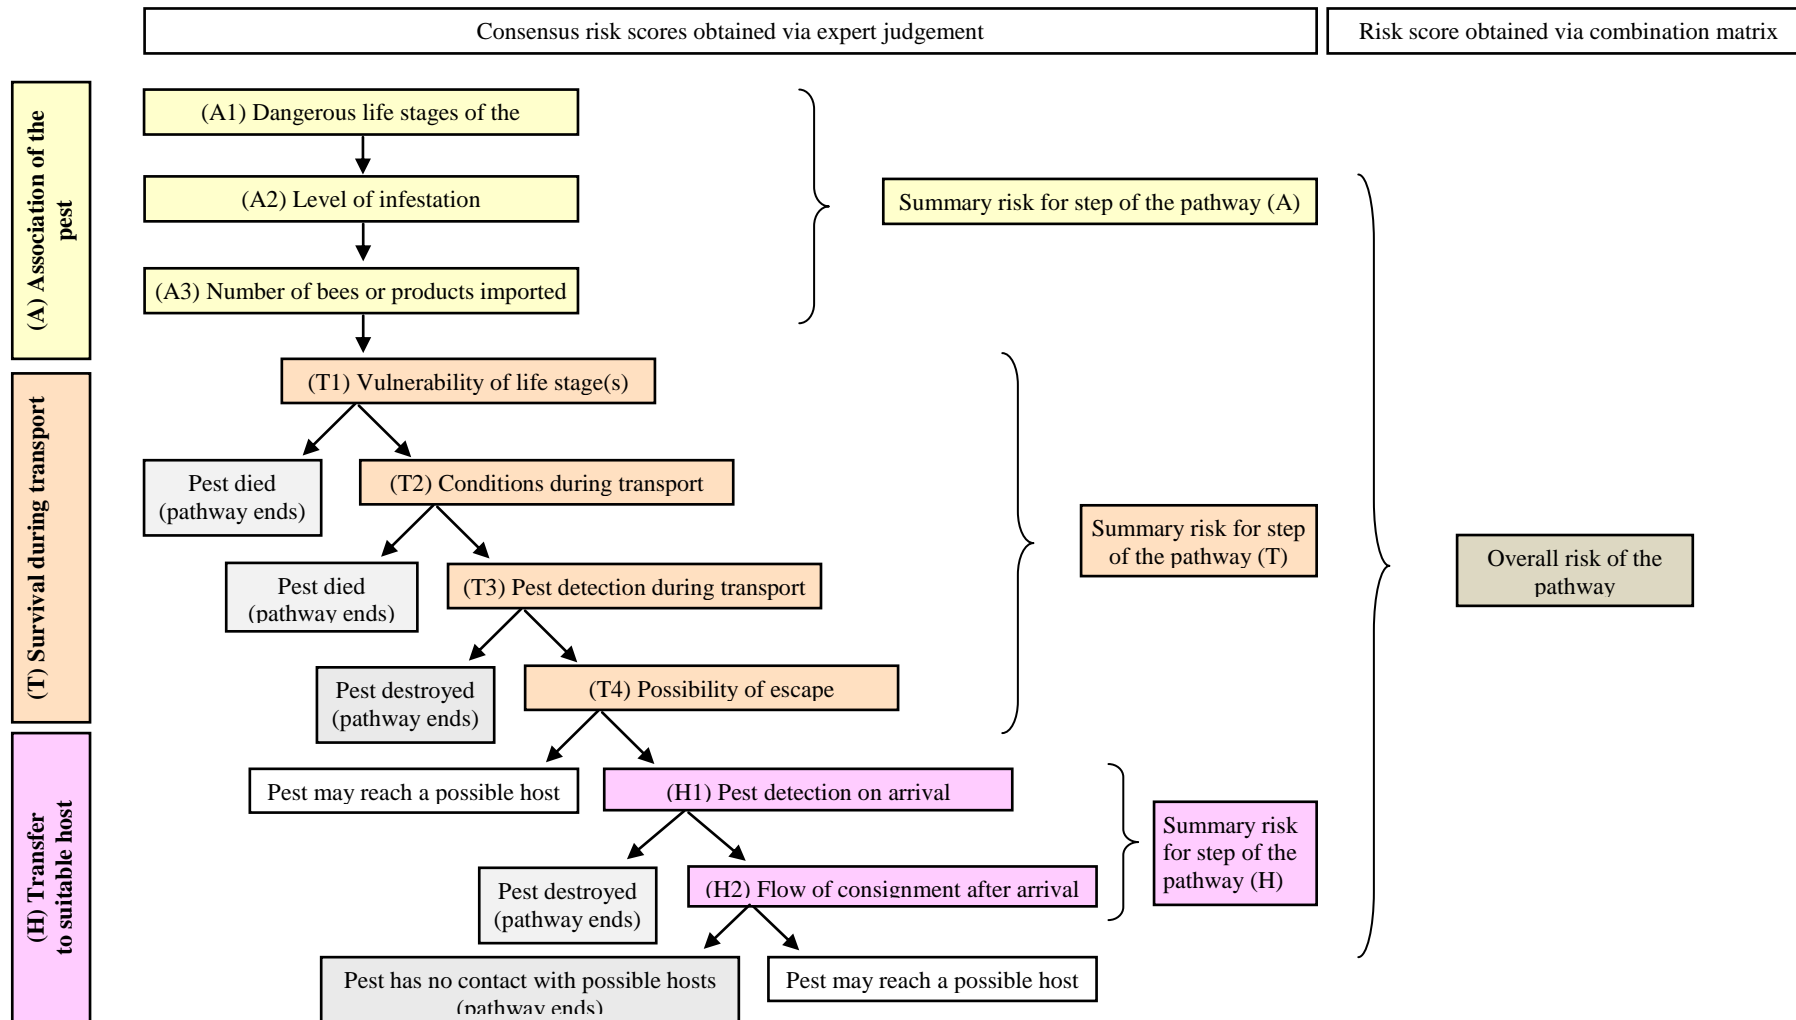 Consensus risk scores obtained via expert judgement
Risk score obtained via combination matrix
(A) Association of the
pest
(A1) Dangerous life stages of the
(A2) Level of infestation
Summary risk for step of the pathway (A)
(A3) Number of bees or products imported
(T) Survival during transport
(T1) Vulnerability of life stage(s)
Pest died
(pathway ends)
(T2) Conditions during transport
Summary risk for step
of the pathway (T)
Overall risk of the
pathway
Pest died
(pathway ends)
(T3) Pest detection during transport
Pest destroyed
(pathway ends)
(T4) Possibility of escape
(H) Transfer
to suitable host
Pest may reach a possible host
(H1) Pest detection on arrival
Summary risk
for step of the
pathway (H)
Pest destroyed
(pathway ends)
(H2) Flow of consignment after arrival
Pest has no contact with possible hosts
(pathway ends)
Pest may reach a possible host